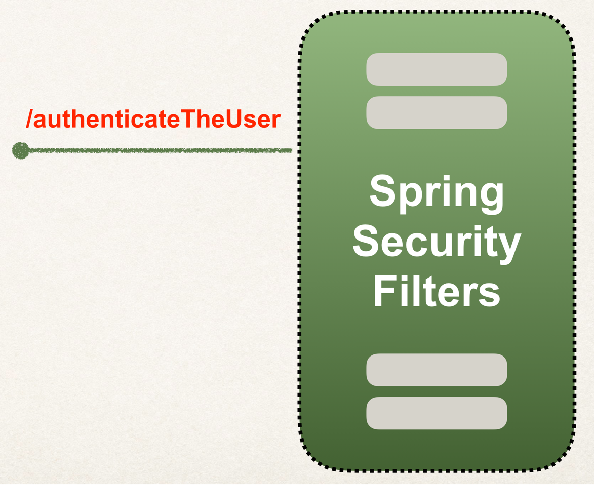 /authenticateTheUser
Spring
Security
Filters